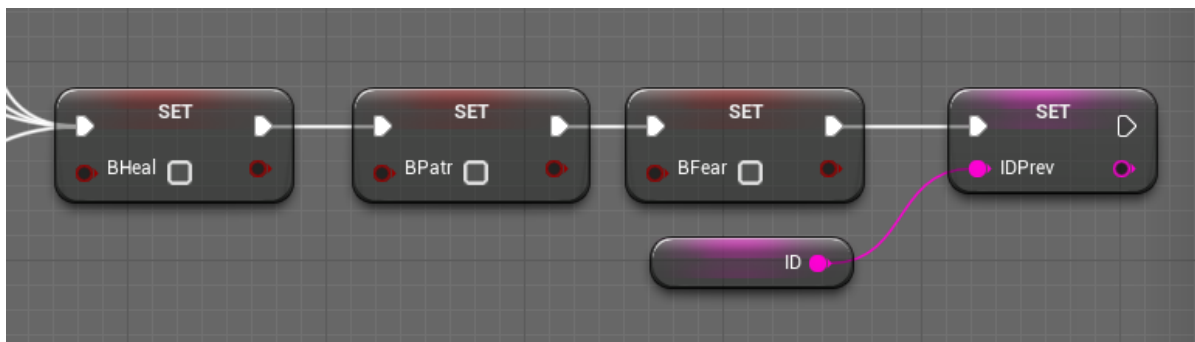 SET
BHeal
SET
BPatr
SET
BFear
SET
IDPrev
ID